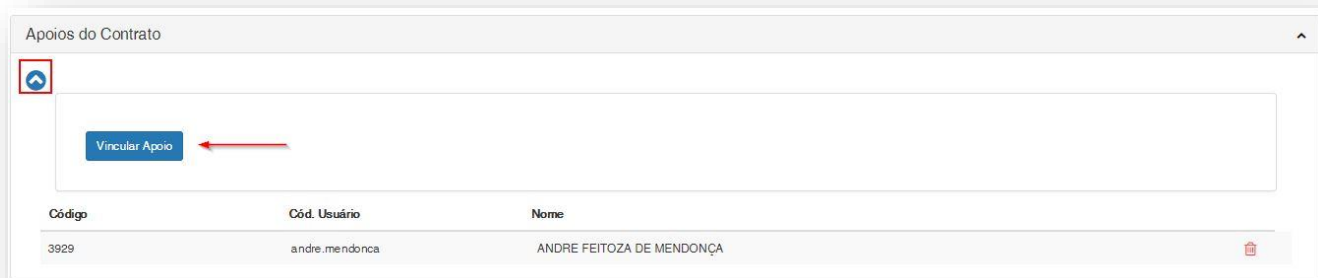 Apoios do Contrato
Vincular Apoio
Código Cód. Usuário Nome
3929 andre.mendonca ANDRE FEITOZA DE MENDONÇA